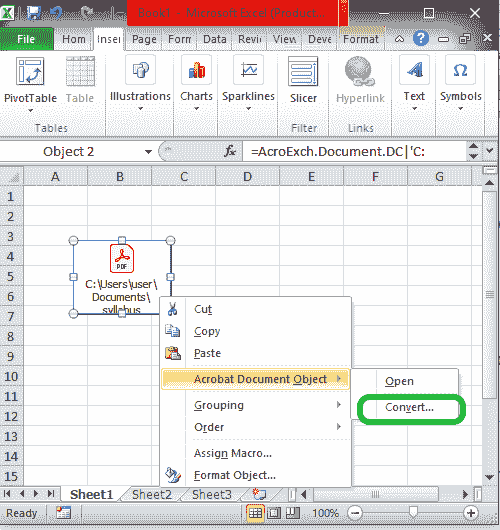 Book1 - Microsoft Excel (Product...
File Hom Inser Page Forn Data Revi View Deve Format
PivotTable Table Illustrations Charts Sparklines Slicer Hyperlink Text Symbols
Tables Filter Links
Object 2 fx =AcroExch.Document.DC|'C:
A B C D E F G
1
2
3
4
PDF
5
C:\Users\user\
6
Documents\
7
syllabus
8
9
10
11
12
13
14
15
Cut
Copy
Paste
Acrobat Document Object
Open
Convert...
Grouping
Order
Assign Macro...
Format Object...
Sheet1 Sheet2 Sheet3
Ready 100%